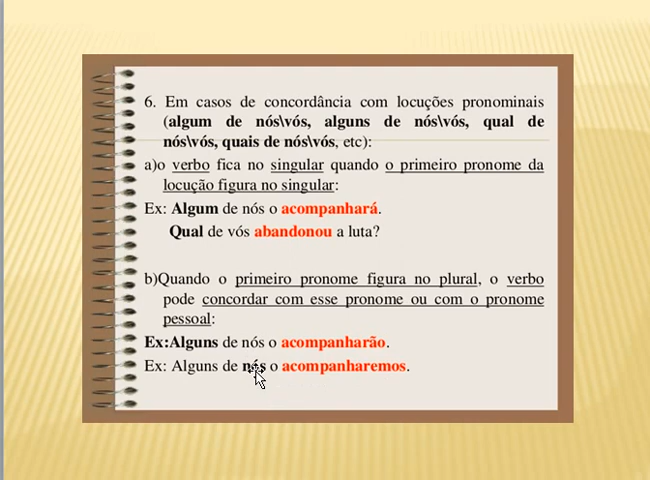 6. Em casos de concordância com locuções pronominais
(algum de nós\vós, alguns de nós\vós, qual de
nós\vós, quais de nós\vós, etc):
a)o verbo fica no singular quando o primeiro pronome da
locução figura no singular:
Ex: Algum de nós o acompanhará.
Qual de vós abandonou a luta?
b)Quando o primeiro pronome figura no plural, o verbo
pode concordar com esse pronome ou com o pronome
pessoal:
Ex:Alguns de nós o acompanharão.
Ex: Alguns de nós o acompanharemos.